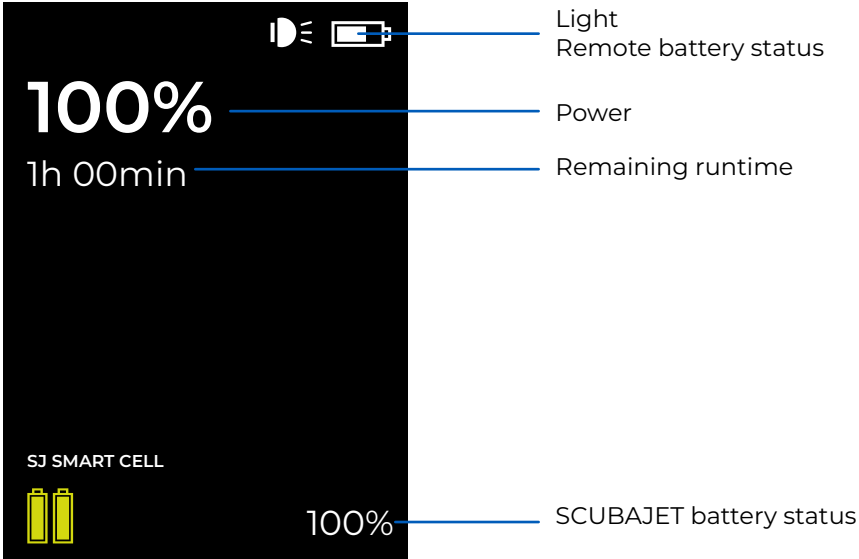 Light
Remote battery status
100%
Power
1h 00min
Remaining runtime
SJ SMART CELL
100%
SCUBAJET battery status